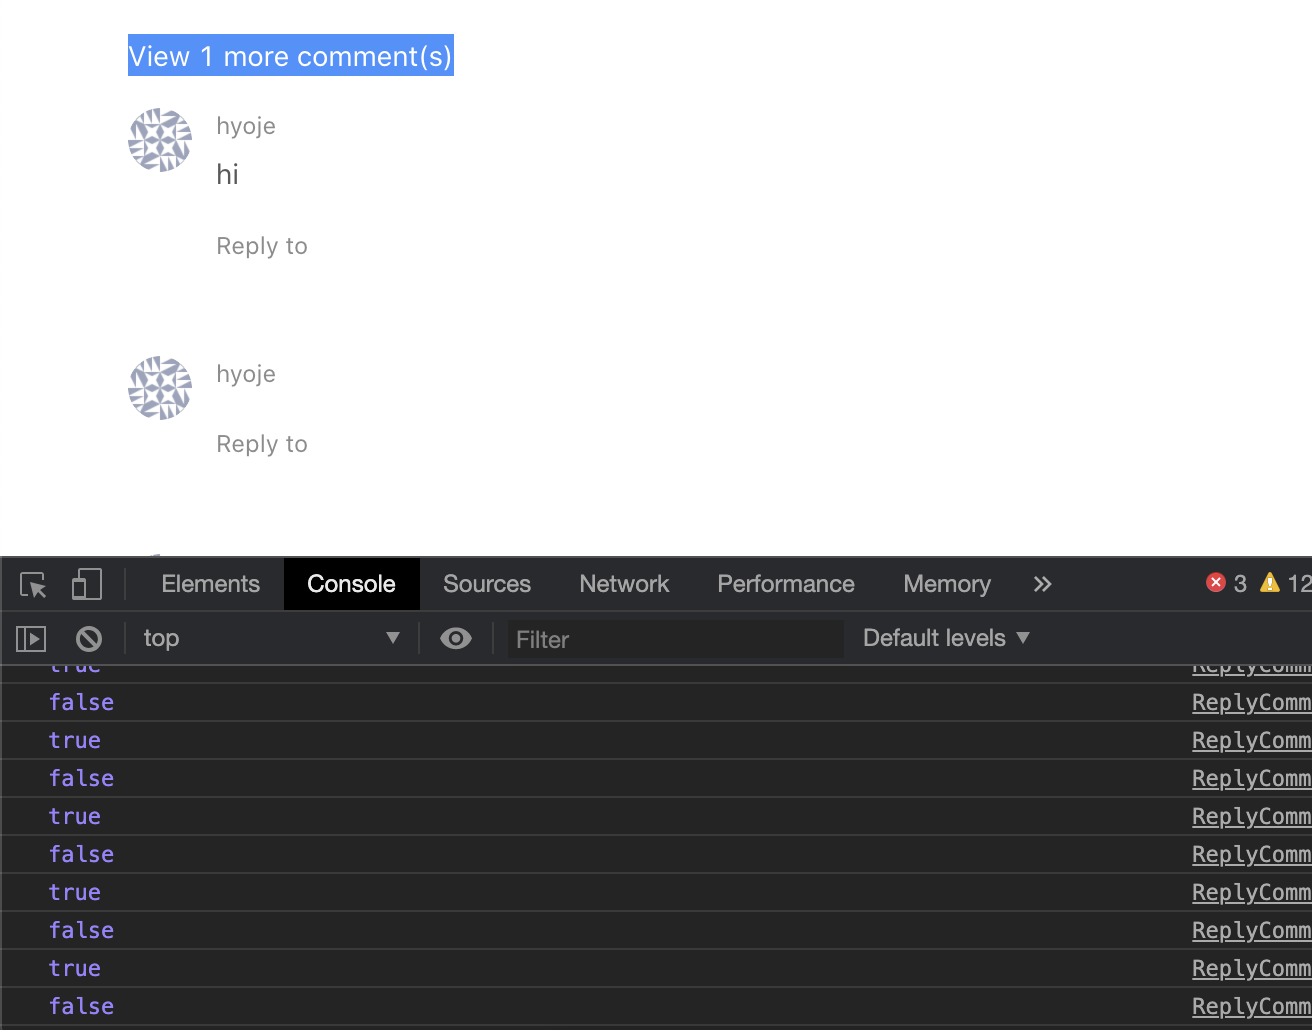 View 1 more comment(s)
hyoje
hi
Reply to
hyoje
Reply to
Elements Console Sources Network Performance Memory 3 12
top Filter Default levels
true ReplyComm
false ReplyComm
true ReplyComm
false ReplyComm
true ReplyComm
false ReplyComm
true ReplyComm
false ReplyComm
true ReplyComm
false ReplyComm